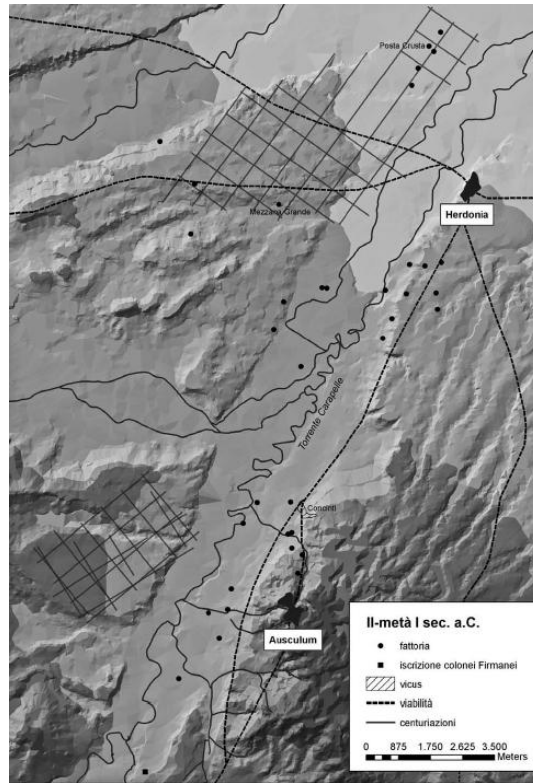 Posta Crusta
Mezzana Grande
Herdonia
Torrente Carapelle
Ausculum
II-metà I sec. a.C.
fattoria
iscrizione colonei Firmanei
vicus
viabilità
centuriazioni
0 875 1.750 2.625 3.500
Meters